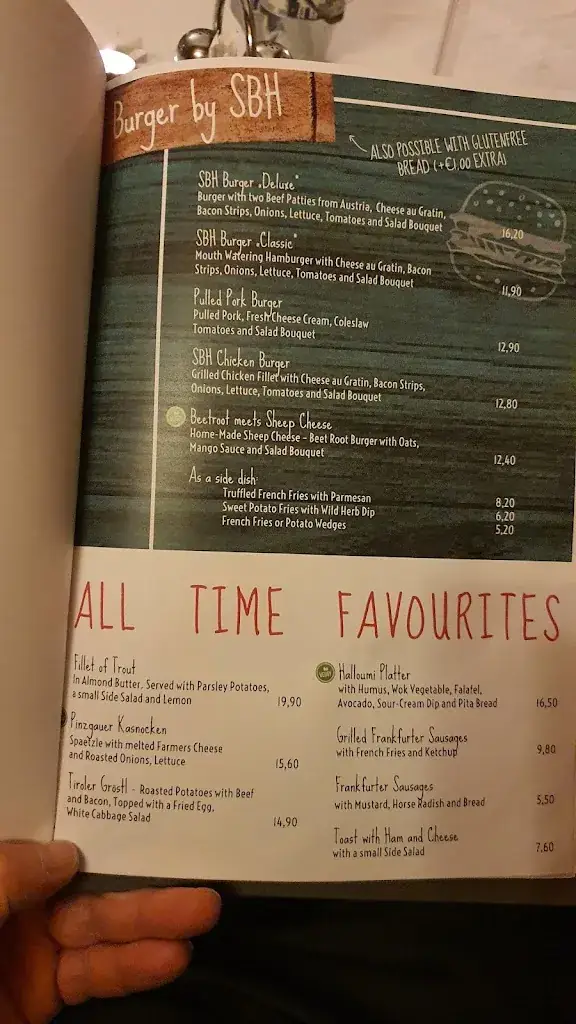 Burger by SBH
ALSO POSSIBLE WITH GLUTENFREE
BREAD (+€1,00 EXTRA)
SBH Burger „Deluxe"
Burger with two Beef Patties from Austria, Cheese au Gratin,
Bacon Strips, Onions, Lettuce, Tomatoes and Salad Bouquet
16,20
SBH Burger „Classic"
Mouth Watering Hamburger with Cheese au Gratin, Bacon
Strips, Onions, Lettuce, Tomatoes and Salad Bouquet
11,90
Pulled Pork Burger
Pulled Pork, Fresh Cheese Cream, Coleslaw
Tomatoes and Salad Bouquet
12,90
SBH Chicken Burger
Grilled Chicken Fillet with Cheese au Gratin, Bacon Strips,
Onions, Lettuce, Tomatoes and Salad Bouquet
12,80
Beetroot meets Sheep Cheese
Home-Made Sheep Cheese – Beet Root Burger with Oats,
Mango Sauce and Salad Bouquet
12,40
As a side dish:
Truffled French Fries with Parmesan 8,20
Sweet Potato Fries with Wild Herb Dip 6,20
French Fries or Potato Wedges 5,20
ALL TIME FAVOURITES
Fillet of Trout
In Almond Butter, Served with Parsley Potatoes,
a small Side Salad and Lemon 19,90
Pinzgauer Kasnocken
Spaetzle with melted Farmers Cheese
and Roasted Onions, Lettuce 15,60
Tiroler Gröstl – Roasted Potatoes with Beef
and Bacon, Topped with a Fried Egg,
White Cabbage Salad 14,90
Halloumi Platter
with Humus, Wok Vegetable, Falafel,
Avocado, Sour-Cream Dip and Pita Bread 16,50
Grilled Frankfurter Sausages
with French Fries and Ketchup 9,80
Frankfurter Sausages
with Mustard, Horse Radish and Bread 5,50
Toast with Ham and Cheese
with a small Side Salad 7,60